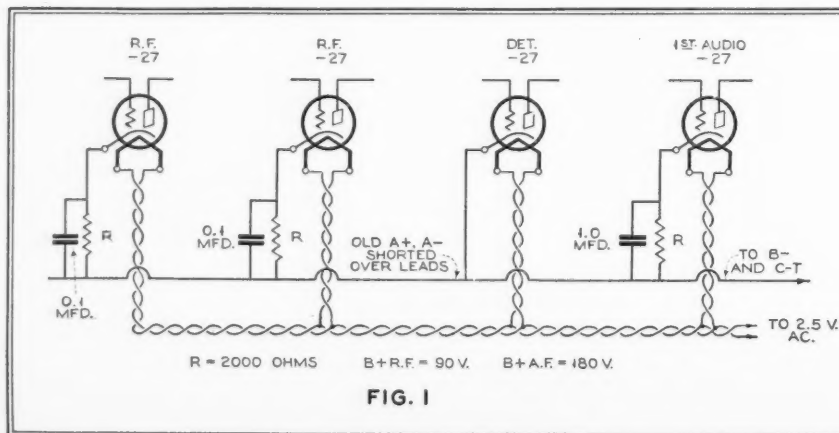 R.F.
-27
R.F.
-27
DET.
-27
1ST. AUDIO
-27
0.1
MFD.
R
0.1
MFD.
R
OLD A+, A-
SHORTED
OVER LEADS
1.0
MFD.
R
TO B-
AND C-T
TO 2.5 V.
AC.
R = 2000 OHMS B+R.F. = 90 V. B+A.F. = 180 V.
FIG. 1